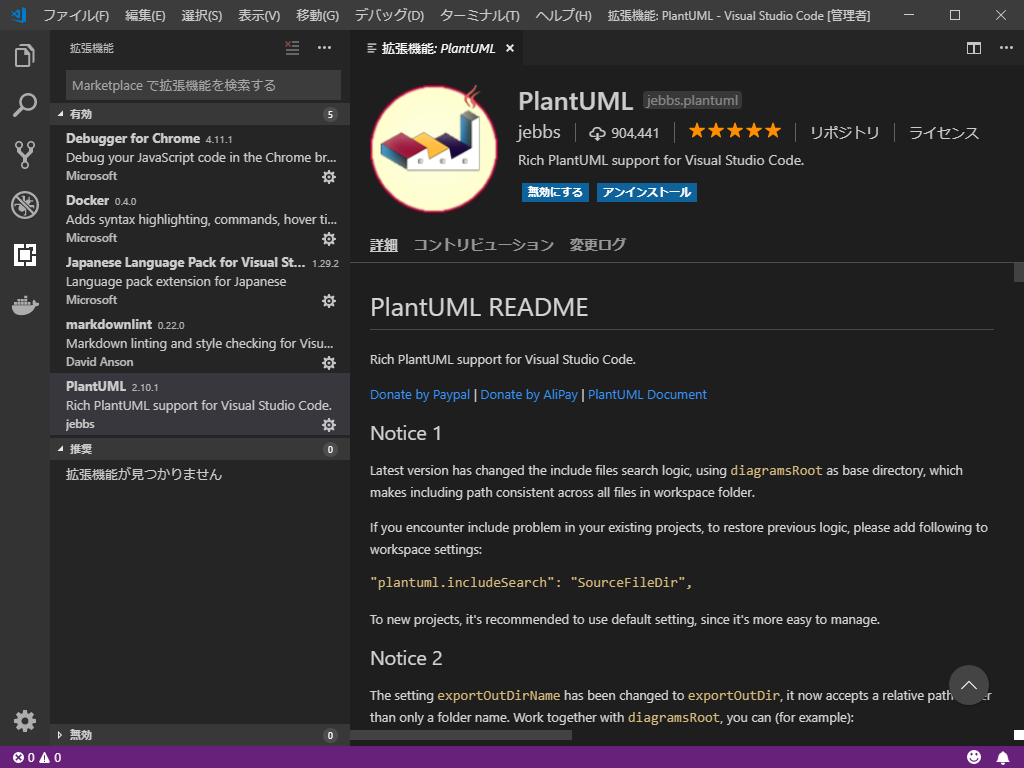 ファイル(F) 編集(E) 選択(S) 表示(V) 移動(G) デバッグ(D) ターミナル(T) ヘルプ(H) 拡張機能: PlantUML - Visual Studio Code [管理者]
拡張機能
Marketplace で拡張機能を検索する
有効 5
Debugger for Chrome 4.11.1
Debug your JavaScript code in the Chrome br...
Microsoft
Docker 0.4.0
Adds syntax highlighting, commands, hover ti...
Microsoft
Japanese Language Pack for Visual St... 1.29.2
Language pack extension for Japanese
Microsoft
markdownlint 0.22.0
Markdown linting and style checking for Visu...
David Anson
PlantUML 2.10.1
Rich PlantUML support for Visual Studio Code.
jebbs
推奨 0
拡張機能が見つかりません
無効 0
拡張機能: PlantUML
PlantUML jebbs.plantuml
jebbs 904,441 リポジトリ ライセンス
Rich PlantUML support for Visual Studio Code.
無効にする アンインストール
詳細 コントリビューション 変更ログ
PlantUML README
Rich PlantUML support for Visual Studio Code.
Donate by Paypal | Donate by AliPay | PlantUML Document
Notice 1
Latest version has changed the include files search logic, using diagramsRoot as base directory, which
makes including path consistent across all files in workspace folder.
If you encounter include problem in your existing projects, to restore previous logic, please add following to
workspace settings:
"plantuml.includeSearch": "SourceFileDir",
To new projects, it's recommended to use default setting, since it's more easy to manage.
Notice 2
The setting exportOutDirName has been changed to exportOutDir, it now accepts a relative path
than only a folder name. Work together with diagramsRoot, you can (for example):
0 0